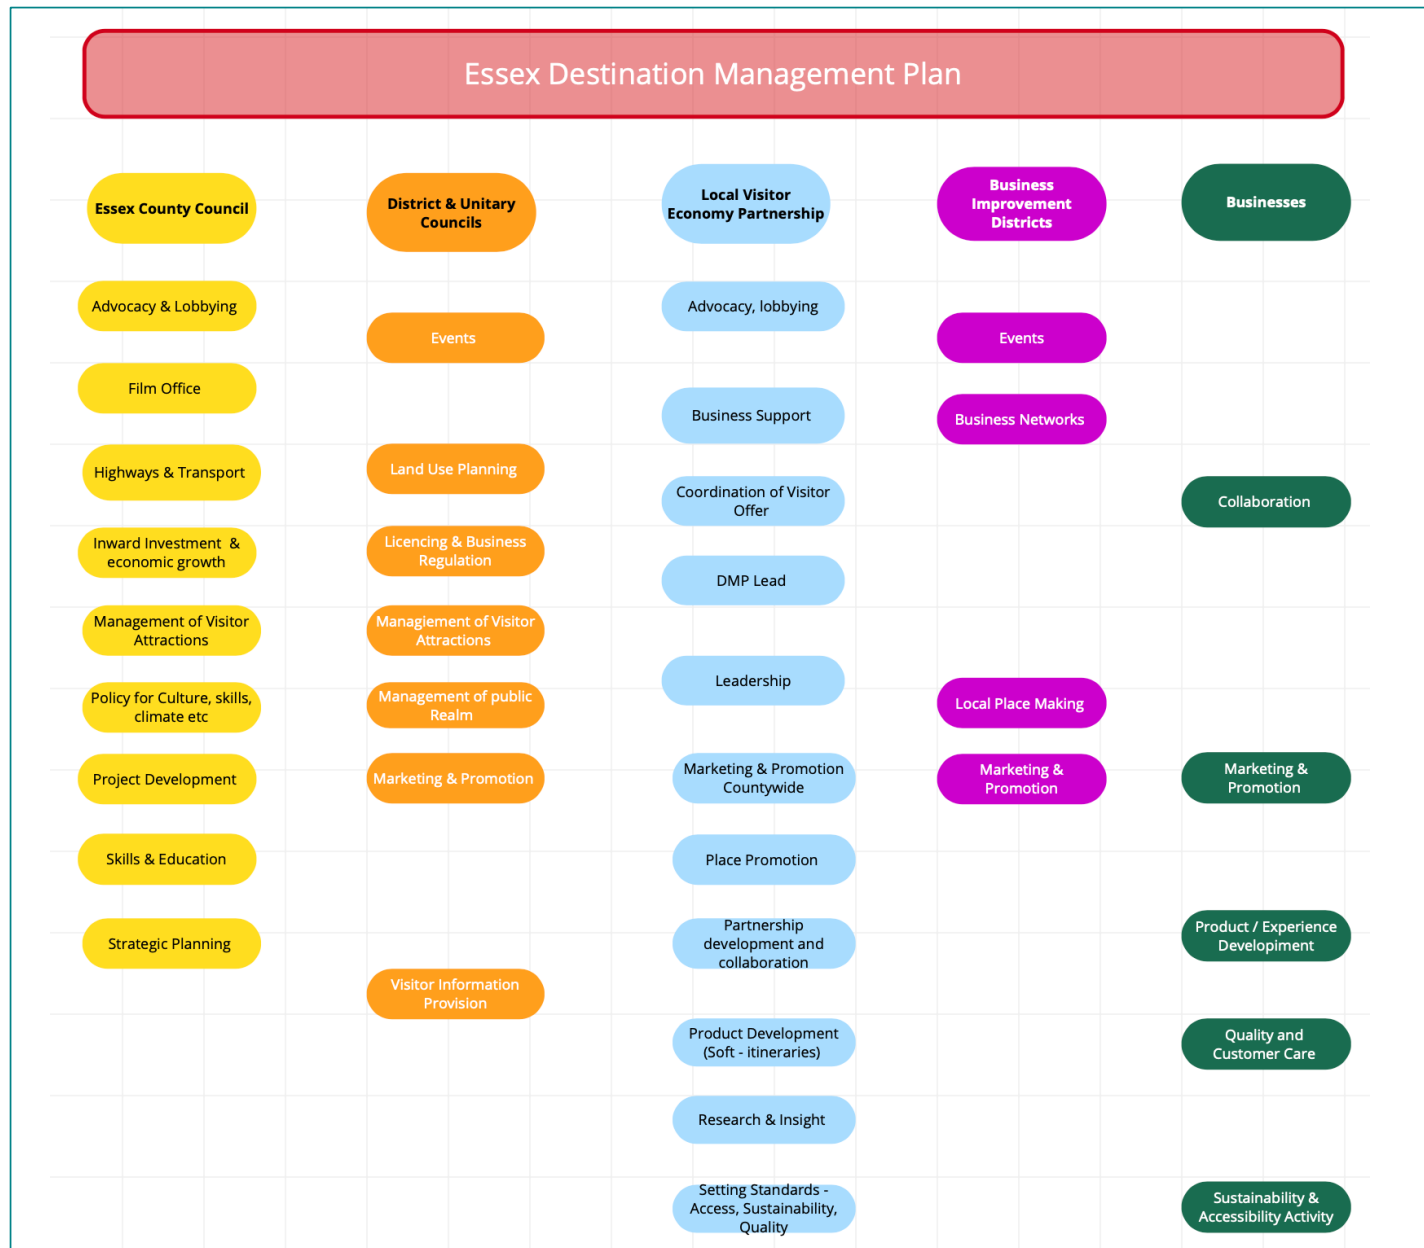 Essex Destination Management Plan
Essex County Council
Advocacy & Lobbying
Film Office
Highways & Transport
Inward Investment &
economic growth
Management of Visitor
Attractions
Policy for Culture, skills,
climate etc
Project Development
Skills & Education
Strategic Planning
District & Unitary
Councils
Events
Land Use Planning
Licencing & Business
Regulation
Managiement of Visitor
Attractions
Management of public
Realm
Marketing & Promotion
Visitor Information
Provision
Local Visitor
Economy Partnership
Advocacy, lobbying
Business Support
Coordination of Visitor
Offer
DMP Lead
Leadership
Marketing & Promotion
Countywide
Place Promotion
Partnership
development and
collaboration
Product Development
(Soft - itineraries)
Research & Insight
Setting Standards -
Access, Sustainability,
Quality
Business
Improvement
Districts
Events
Business Networks
Local Place Making
Marketing &
Promotion
Businesses
Collaboration
Marketing &
Promotion
Product / Experience
Developiment
Quality and
Customer Care
Sustainability &
Accessibility Activity